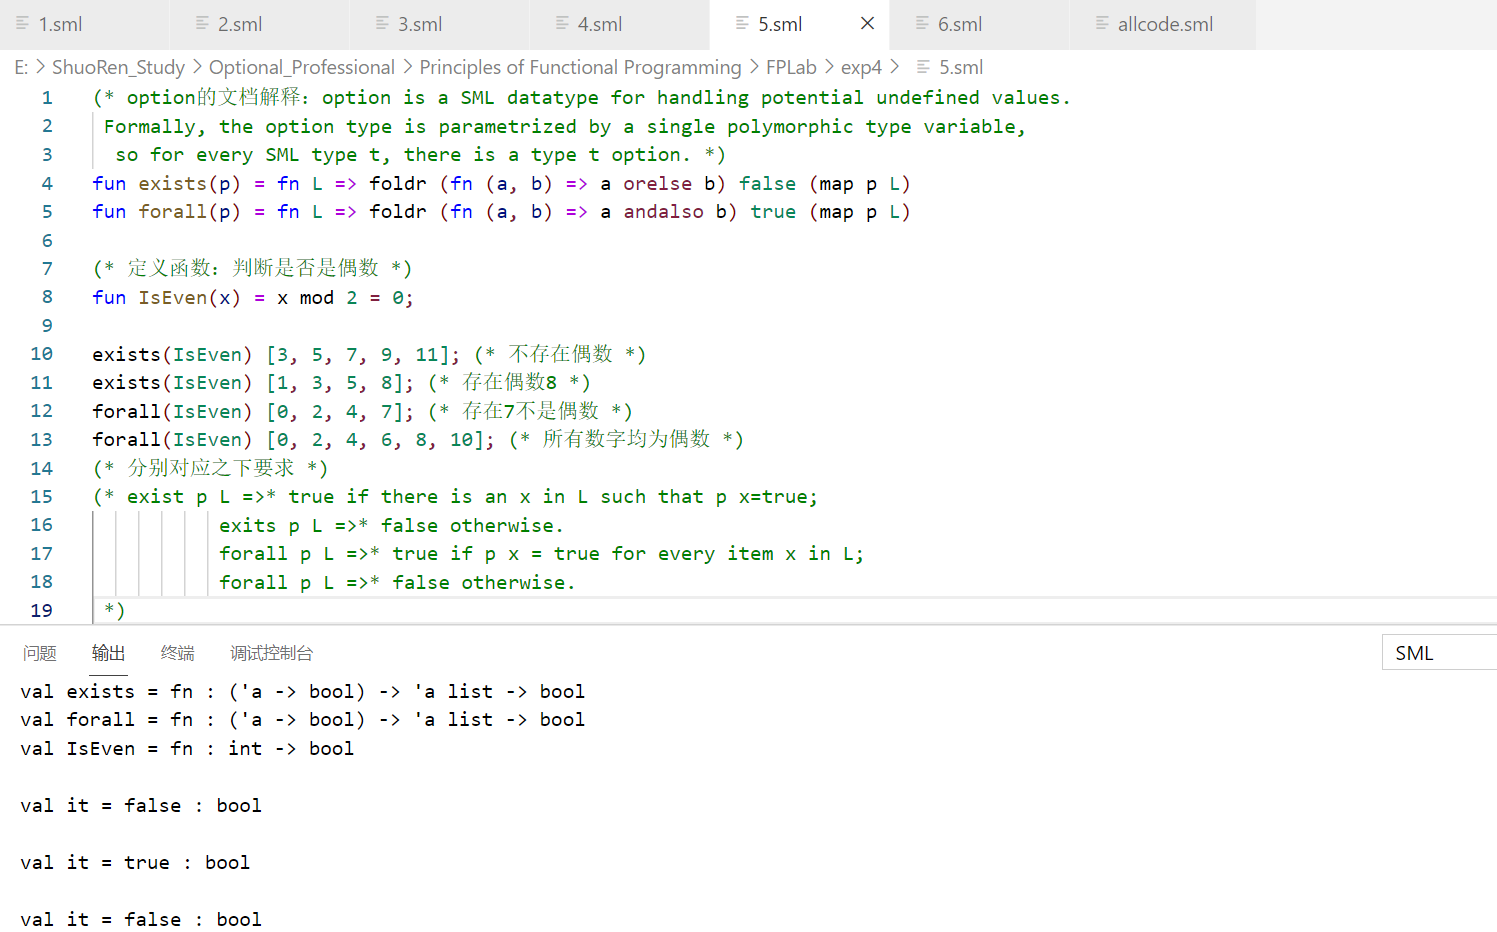 1.sml 2.sml 3.sml 4.sml 5.sml 6.sml allcode.sml
E: > ShuoRen_Study > Optional_Professional > Principles of Functional Programming > FPLab > exp4 > 5.sml
1 (* option的文档解释：option is a SML datatype for handling potential undefined values.
2 Formally, the option type is parametrized by a single polymorphic type variable,
3 so for every SML type t, there is a type t option. *)
4 fun exists(p) = fn L => foldr (fn (a, b) => a orelse b) false (map p L)
5 fun forall(p) = fn L => foldr (fn (a, b) => a andalso b) true (map p L)
6
7 (* 定义函数：判断是否是偶数 *)
8 fun IsEven(x) = x mod 2 = 0;
9
10 exists(IsEven) [3, 5, 7, 9, 11]; (* 不存在偶数 *)
11 exists(IsEven) [1, 3, 5, 8]; (* 存在偶数8 *)
12 forall(IsEven) [0, 2, 4, 7]; (* 存在7不是偶数 *)
13 forall(IsEven) [0, 2, 4, 6, 8, 10]; (* 所有数字均为偶数 *)
14 (* 分别对应之下要求 *)
15 (* exist p L =>* true if there is an x in L such that p x=true;
16 exits p L =>* false otherwise.
17 forall p L =>* true if p x = true for every item x in L;
18 forall p L =>* false otherwise.
19 *)
问题 输出 终端 调试控制台 SML
val exists = fn : ('a -> bool) -> 'a list -> bool
val forall = fn : ('a -> bool) -> 'a list -> bool
val IsEven = fn : int -> bool
val it = false : bool
val it = true : bool
val it = false : bool